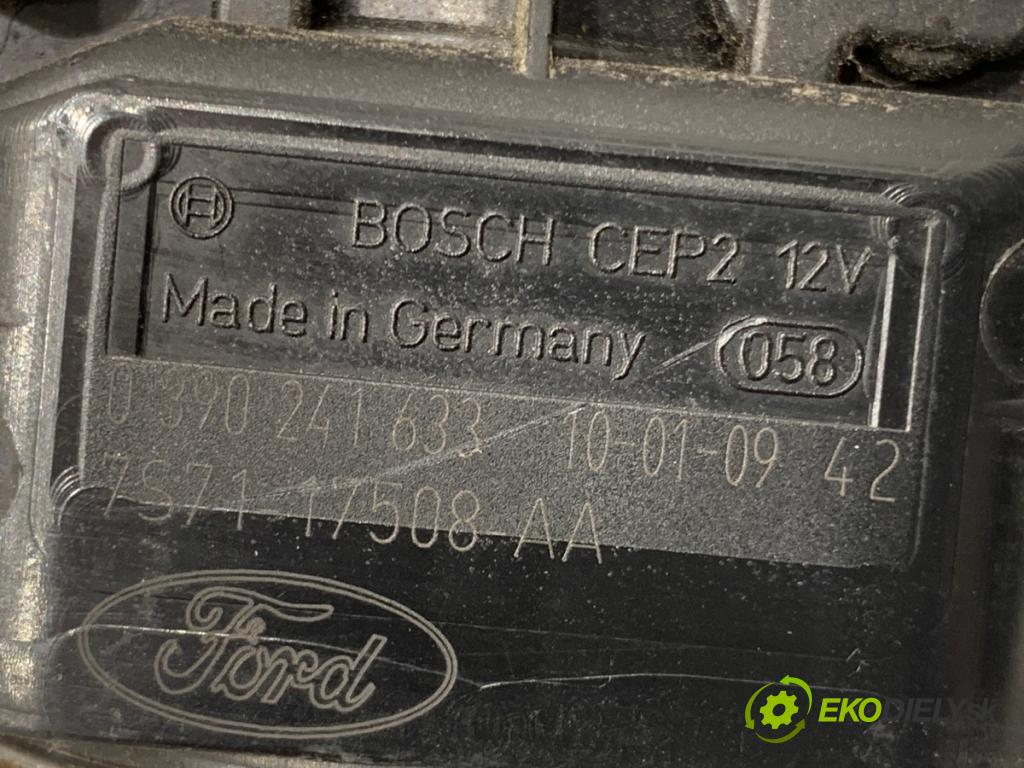 BOSCH CEP2 12V
Made in Germany 058
0 390 241 633 10-01-09 42
7S71-17508 AA
Ford
EKODJELY.sk